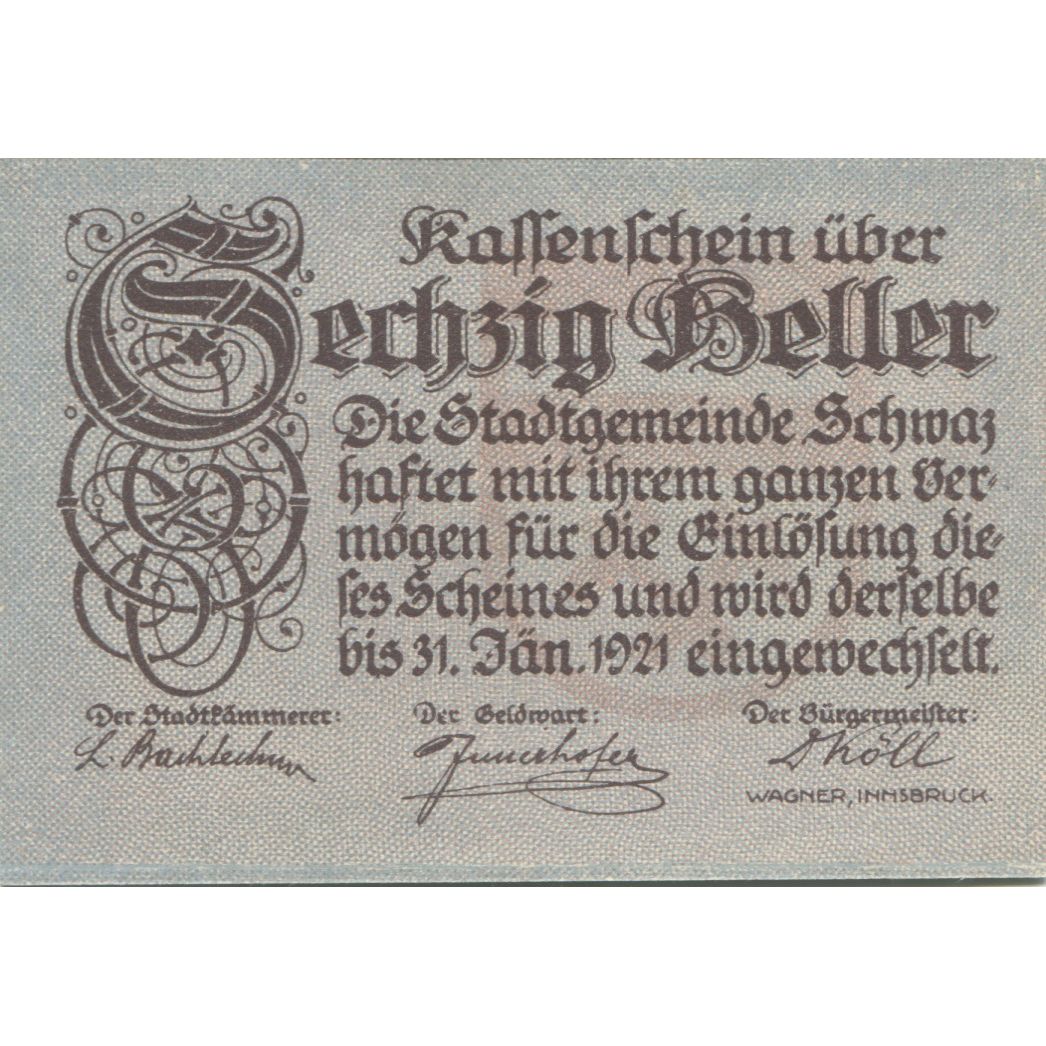 Kassenschein über
Sechzig Heller
Die Stadtgemeinde Schwaz
haftet mit ihrem ganzen Ver-
mögen für die Einlösung die-
ses Scheines und wird derselbe
bis 31. Jän. 1921 eingewechselt.
Der Stadtkämmerer: Der Geldwart: Der Bürgermeister:
Köll
WAGNER, INNSBRUCK.